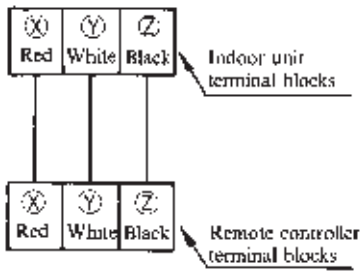 Ⓧ Ⓨ Ⓩ
Red White Black
Indoor unit
terminal blocks
Ⓧ Ⓨ Ⓩ
Red White Black
Remote controller
terminal blocks